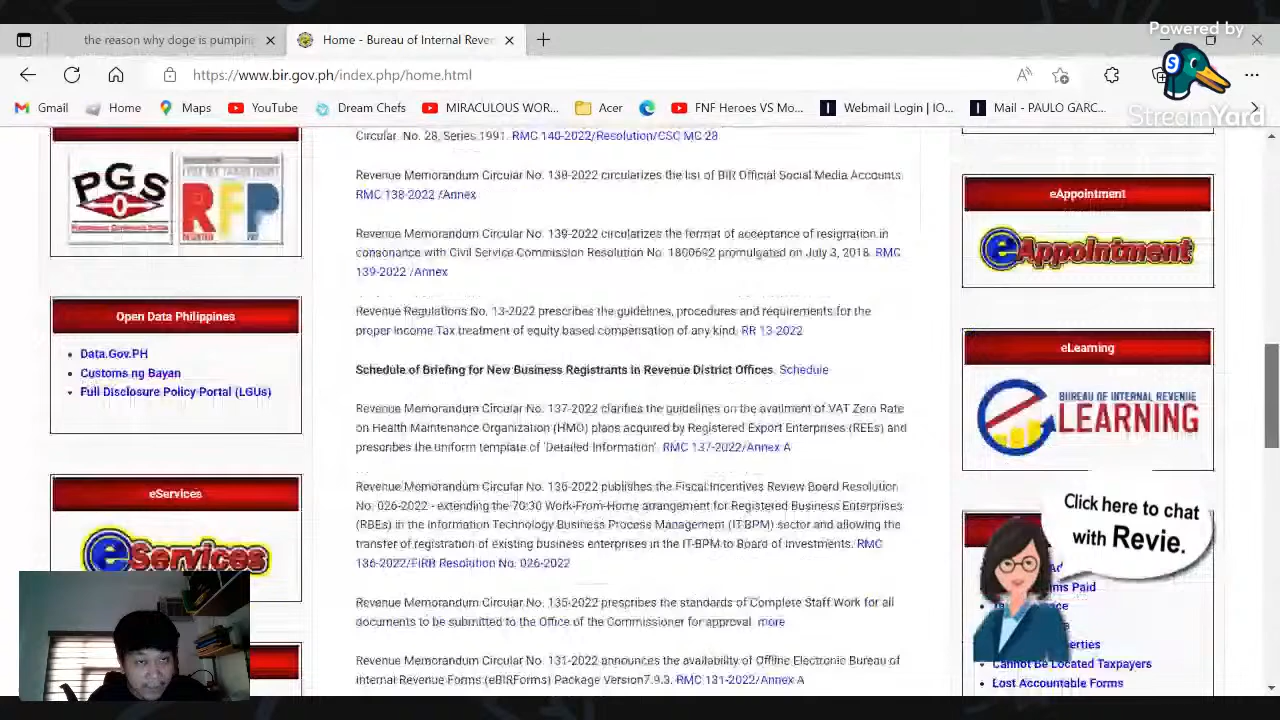 Powered by
StreamYard
the reason why doge is pumpin
Home - Bureau of Internal Rever
https://www.bir.gov.ph/index.php/home.html
Gmail
Home
Maps
YouTube
Dream Chefs
MIRACULOUS WOR...
Acer
FNF Heroes VS Mo...
Webmail Login | IO...
Mail - PAULO GARC...
PGS
RFP
Open Data Philippines
Data.Gov.PH
Customs ng Bayan
Full Disclosure Policy Portal (LGUs)
eServices
eServices
Circular. No. 28, Series 1991. RMC 140-2022/Resolution/CSC MC 28
Revenue Memorandum Circular No. 138-2022 circularizes the list of BIR Official Social Media Accounts.
RMC 138-2022 /Annex
Revenue Memorandum Circular No. 139-2022 circularizes the format of acceptance of resignation in
consonance with Civil Service Commission Resolution No. 1800692 promulgated on July 3, 2018. RMC
139-2022 /Annex
Revenue Regulations No. 13-2022 prescribes the guidelines, procedures and requirements for the
proper Income Tax treatment of equity based compensation of any kind. RR 13-2022
Schedule of Briefing for New Business Registrants in Revenue District Offices Schedule
Revenue Memorandum Circular No. 137-2022 clarifies the guidelines on the availment of VAT Zero Rate
on Health Maintenance Organization (HMO) plans acquired by Registered Export Enterprises (REEs) and
prescribes the uniform template of 'Detailed Information'. RMC 137-2022/Annex A
Revenue Memorandum Circular No. 136-2022 publishes the Fiscal Incentives Review Board Resolution
No. 026-2022 - extending the 70:30 Work-From-Home arrangement for Registered Business Enterprises
(RBEs) in the Information Technology Business Process Management (IT-BPM) sector and allowing the
transfer of registration of existing business enterprises in the IT-BPM to Board of Investments. RMC
136-2022/FIRB Resolution No. 026-2022
Revenue Memorandum Circular No. 135-2022 prescribes the standards of Complete Staff Work for all
documents to be submitted to the Office of the Commissioner for approval more
Revenue Memorandum Circular No. 131-2022 announces the availability of Offline Electronic Bureau of
Internal Revenue Forms (eBIRForms) Package Version7.9.3. RMC 131-2022/Annex A
eAppointment
eAppointment
eLearning
BUREAU OF INTERNAL REVENUE
LEARNING
Click here to chat
with Revie.
ms Paid
erties
Cannot Be Located Taxpayers
Lost Accountable Forms